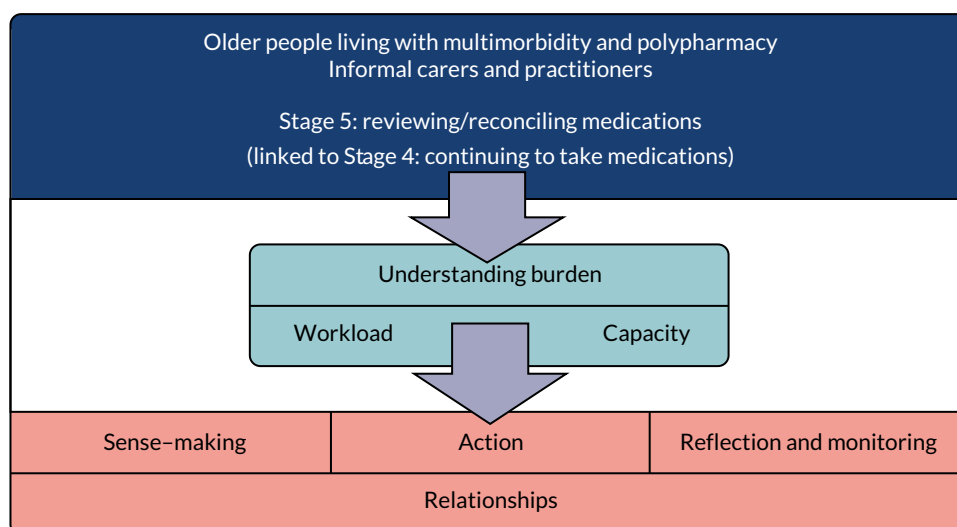 Older people living with multimorbidity and polypharmacy
Informal carers and practitioners
Stage 5: reviewing/reconciling medications
(linked to Stage 4: continuing to take medications)
Understanding burden
Workload
Capacity
Sense–making
Action
Reflection and monitoring
Relationships